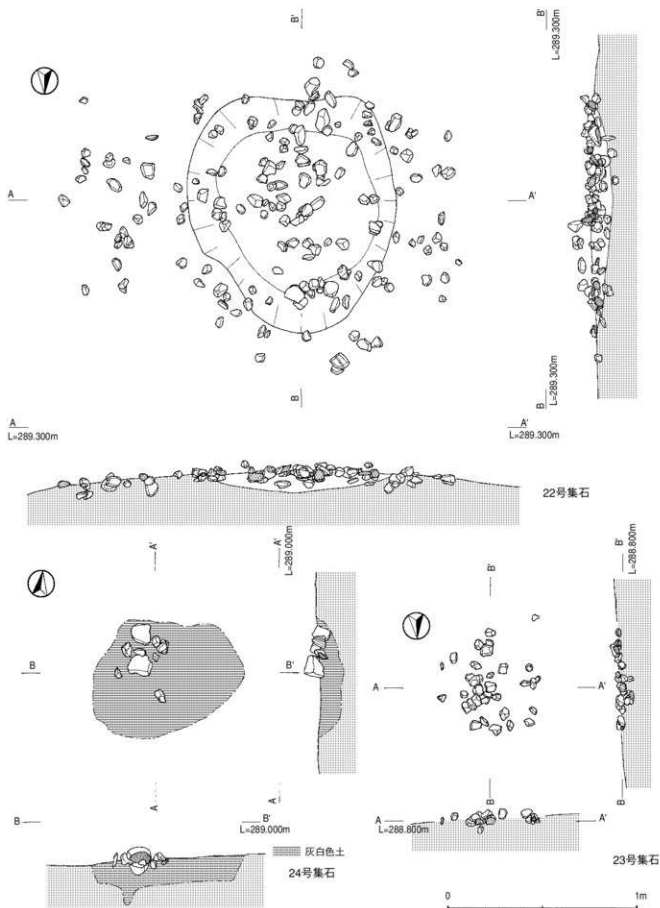 B'
B'
L=289.300m
A
A'
B
B
L=289.300m
A
L=289.300m
A'
L=289.300m
22号集石
A'
A'
L=289.000m
B'
B'
L=288.800m
B
B'
A
A'
A
A
B
B
B
B'
L=289.000m
A
L=288.800m
A'
灰白色土
24号集石
23号集石
0
1m